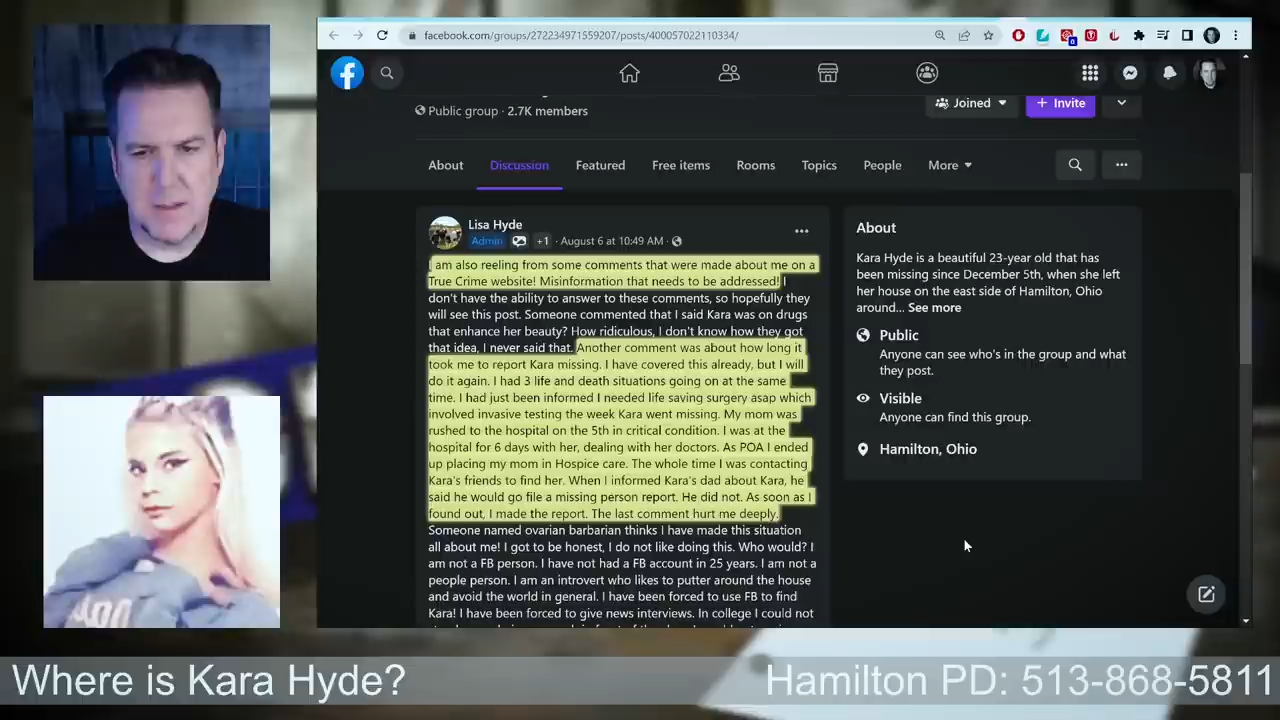 facebook.com/groups/272234971559207/posts/400057022110334/
Public group · 2.7K members
Joined
+ Invite
About
Discussion
Featured
Free items
Rooms
Topics
People
More
Lisa Hyde
Admin +1 · August 6 at 10:49 AM ·
I am also reeling from some comments that were made about me on a
True Crime website! Misinformation that needs to be addressed! I
don't have the ability to answer to these comments, so hopefully they
will see this post. Someone commented that I said Kara was on drugs
that enhance her beauty? How ridiculous, I don't know how they got
that idea, I never said that. Another comment was about how long it
took me to report Kara missing. I have covered this already, but I will
do it again. I had 3 life and death situations going on at the same
time. I had just been informed I needed life saving surgery asap which
involved invasive testing the week Kara went missing. My mom was
rushed to the hospital on the 5th in critical condition. I was at the
hospital for 6 days with her, dealing with her doctors. As POA I ended
up placing my mom in Hospice care. The whole time I was contacting
Kara's friends to find her. When I informed Kara's dad about Kara, he
said he would go file a missing person report. He did not. As soon as I
found out, I made the report. The last comment hurt me deeply.
Someone named ovarian barbarian thinks I have made this situation
all about me! I got to be honest, I do not like doing this. Who would? I
am not a FB person. I have not had a FB account in 25 years. I am not a
people person. I am an introvert who likes to putter around the house
and avoid the world in general. I have been forced to use FB to find
Kara! I have been forced to give news interviews. In college I could not
About
Kara Hyde is a beautiful 23-year old that has
been missing since December 5th, when she left
her house on the east side of Hamilton, Ohio
around... See more
Public
Anyone can see who's in the group and what
they post.
Visible
Anyone can find this group.
Hamilton, Ohio
Where is Kara Hyde?
Hamilton PD: 513-868-5811